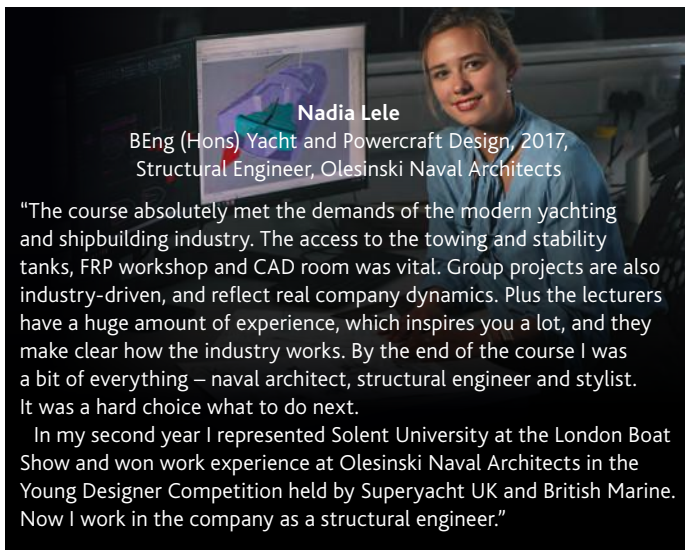 Nadia Lele
BEng (Hons) Yacht and Powercraft Design, 2017,
Structural Engineer, Olesinski Naval Architects
“The course absolutely met the demands of the modern yachting
and shipbuilding industry. The access to the towing and stability
tanks, FRP workshop and CAD room was vital. Group projects are also
industry-driven, and reflect real company dynamics. Plus the lecturers
have a huge amount of experience, which inspires you a lot, and they
make clear how the industry works. By the end of the course I was
a bit of everything – naval architect, structural engineer and stylist.
It was a hard choice what to do next.
In my second year I represented Solent University at the London Boat
Show and won work experience at Olesinski Naval Architects in the
Young Designer Competition held by Superyacht UK and British Marine.
Now I work in the company as a structural engineer.”